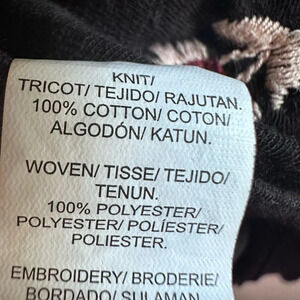 KNIT/
TRICOT/ TEJIDO/ RAJUTAN.
100% COTTON/ COTON/
ALGODÓN/ KATUN.
WOVEN/ TISSE/ TEJIDO/
TENUN.
100% POLYESTER/
POLYESTER/ POLÍESTER/
POLIESTER.
EMBROIDERY/ BRODERIE/
BORDADO/ SULAMAN.